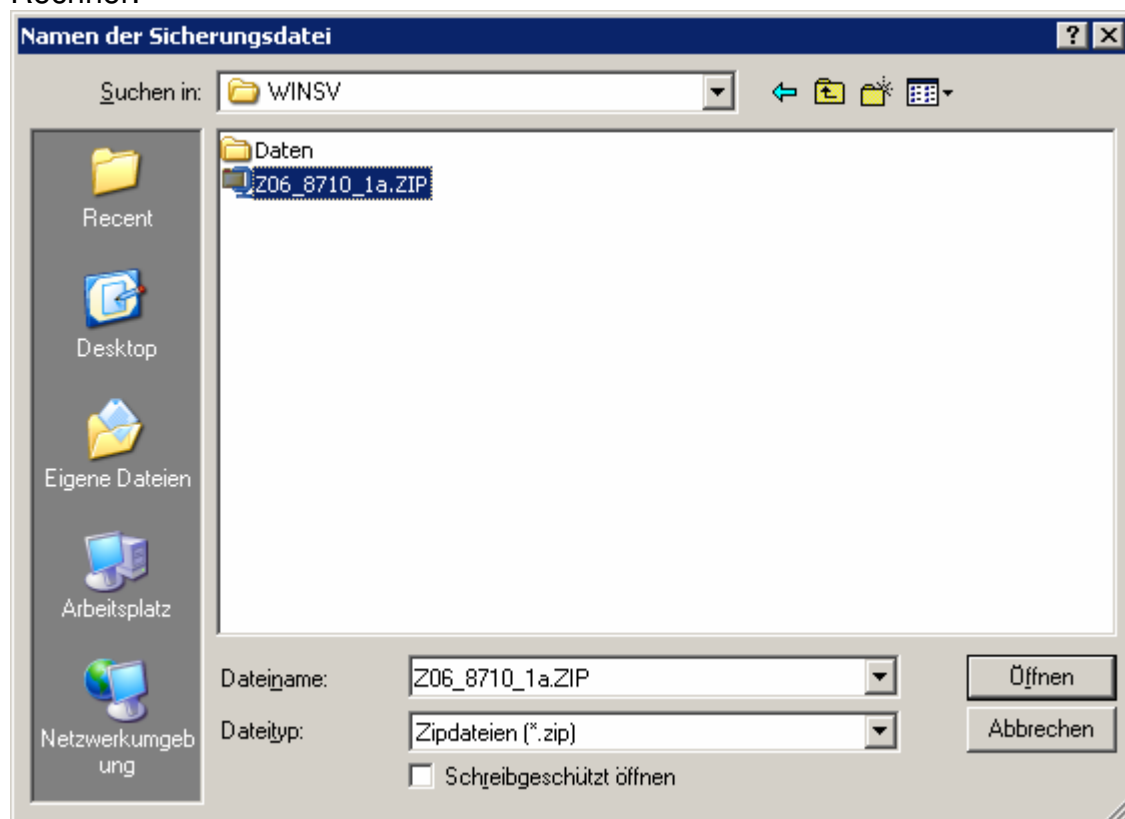 Rechner.
Namen der Sicherungsdatei
Suchen in:
WINSV
Daten
Z06_8710_1a.ZIP
Recent
Desktop
Eigene Dateien
Arbeitsplatz
Netzwerkumgeb
ung
Dateiname:
Z06_8710_1a.ZIP
Öffnen
Dateityp:
Zipdateien (*.zip)
Abbrechen
Schreibgeschützt öffnen